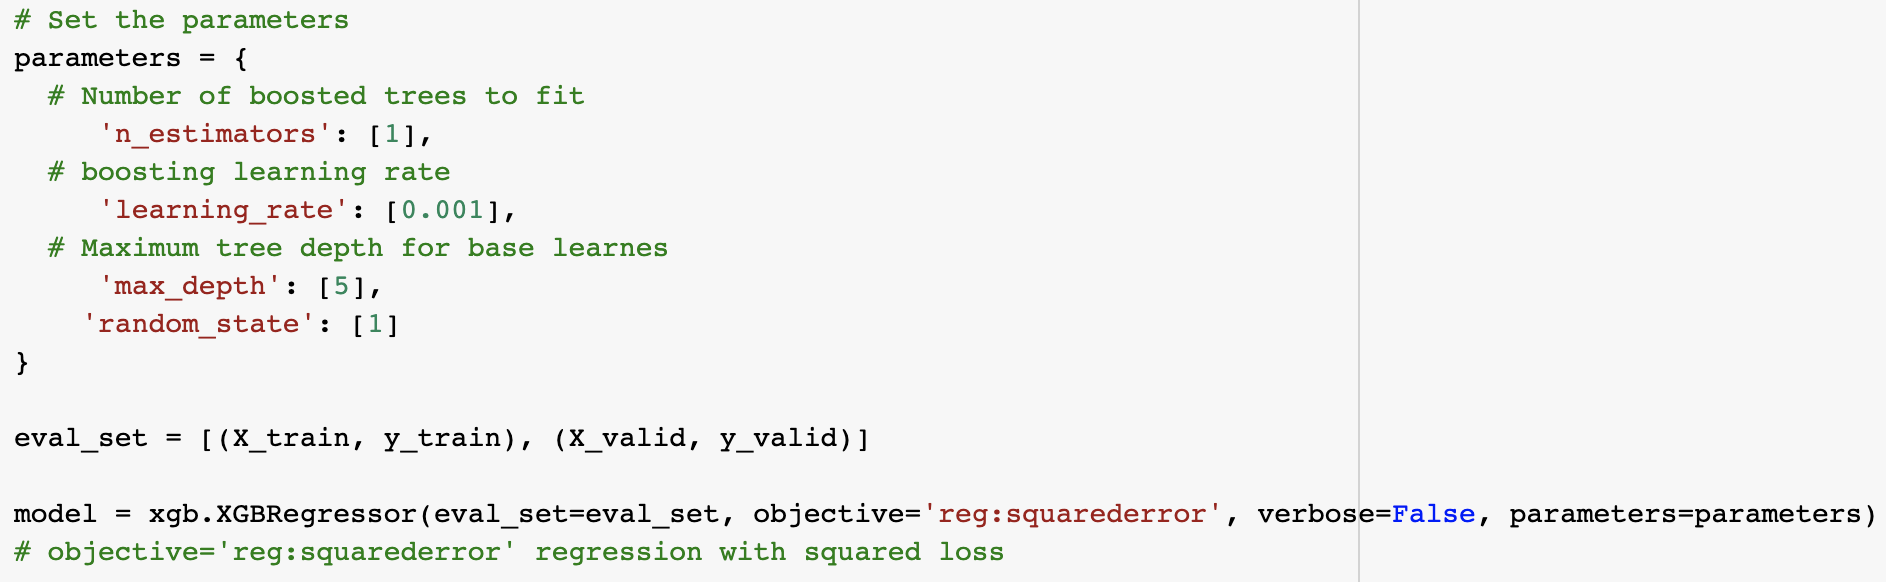 # Set the parameters
parameters = {
  # Number of boosted trees to fit
     'n_estimators': [1],
  # boosting learning rate
     'learning_rate': [0.001],
  # Maximum tree depth for base learnes
     'max_depth': [5],
    'random_state': [1]
}
eval_set = [(X_train, y_train), (X_valid, y_valid)]
model = xgb.XGBRegressor(eval_set=eval_set, objective='reg:squarederror', verbose=False, parameters=parameters)
# objective='reg:squarederror' regression with squared loss